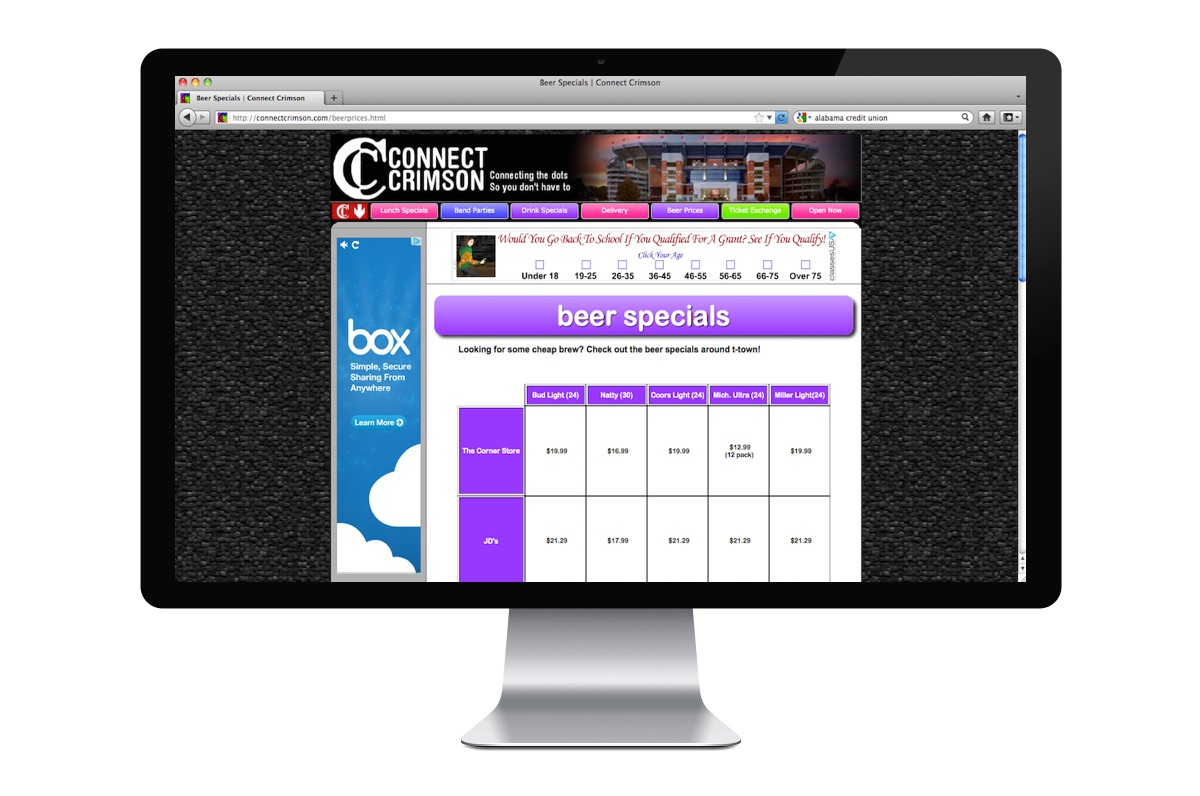 Beer Specials | Connect Crimson
Beer Specials | Connect Crimson
http://connectcrimson.com/beerprices.html
alabama credit union
CC
CONNECT
CRIMSON
Connecting the dots
So you don't have to
Lunch Specials Band Parties Drink Specials Delivery Beer Prices Ticket Exchange Open Now
Would You Go Back To School If You Qualified For A Grant? See If You Qualify!
Click Your Age
Under 18 19-25 26-35 36-45 46-55 56-65 66-75 Over 75
classesUSA
box
Simple, Secure
Sharing From
Anywhere
Learn More
beer specials
Looking for some cheap brew? Check out the beer specials around t-town!
Bud Light (24) Natty (30) Coors Light (24) Mich. Ultra (24) Miller Light(24)
The Corner Store $19.99 $16.99 $19.99 $12.99 (12 pack) $19.99
JD's $21.29 $17.99 $21.29 $21.29 $21.29